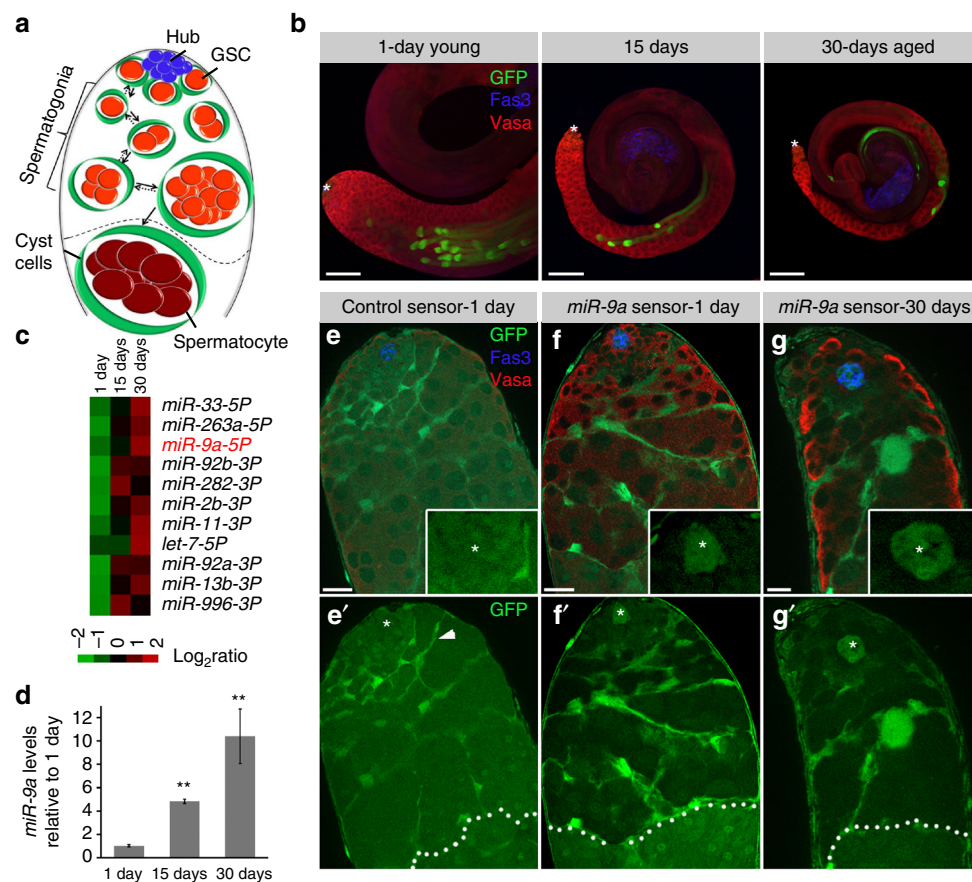 a
Hub
GSC
Spermatogonia
Cyst
cells
Spermatocyte
b
1-day young
15 days
30-days aged
GFP
Fas3
Vasa
*
*
*
c
1 day
15 days
30 days
miR-33-5P
miR-263a-5P
miR-9a-5P
miR-92b-3P
miR-282-3P
miR-2b-3P
miR-11-3P
let-7-5P
miR-92a-3P
miR-13b-3P
miR-996-3P
−2 −1 0 1 2
Log2ratio
d
miR-9a levels
relative to 1 day
12
10
8
6
4
2
0
**
**
1 day 15 days 30 days
Control sensor-1 day
miR-9a sensor-1 day
miR-9a sensor-30 days
e
GFP
Fas3
Vasa
f
g
*
*
*
e′
GFP
f′
g′
*
*
*